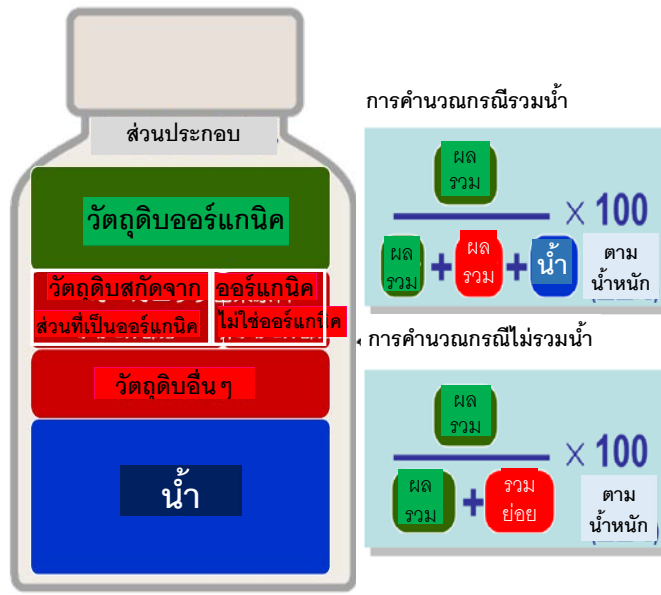 ส่วนประกอบ
วัตถุดิบออร์แกนิค
วัตถุดิบสกัดจาก
ส่วนที่เป็นออร์แกนิค
ออร์แกนิค
ไม่ใช่ออร์แกนิค
วัตถุดิบอื่นๆ
น้ำ
การคำนวณกรณีรวมน้ำ
ผล
รวม
× 100
ผล
รวม
+
ผล
รวม
+
น้ำ
ตาม
น้ำหนัก
การคำนวณกรณีไม่รวมน้ำ
ผล
รวม
× 100
ผล
รวม
+
รวม
ย่อย
ตาม
น้ำหนัก